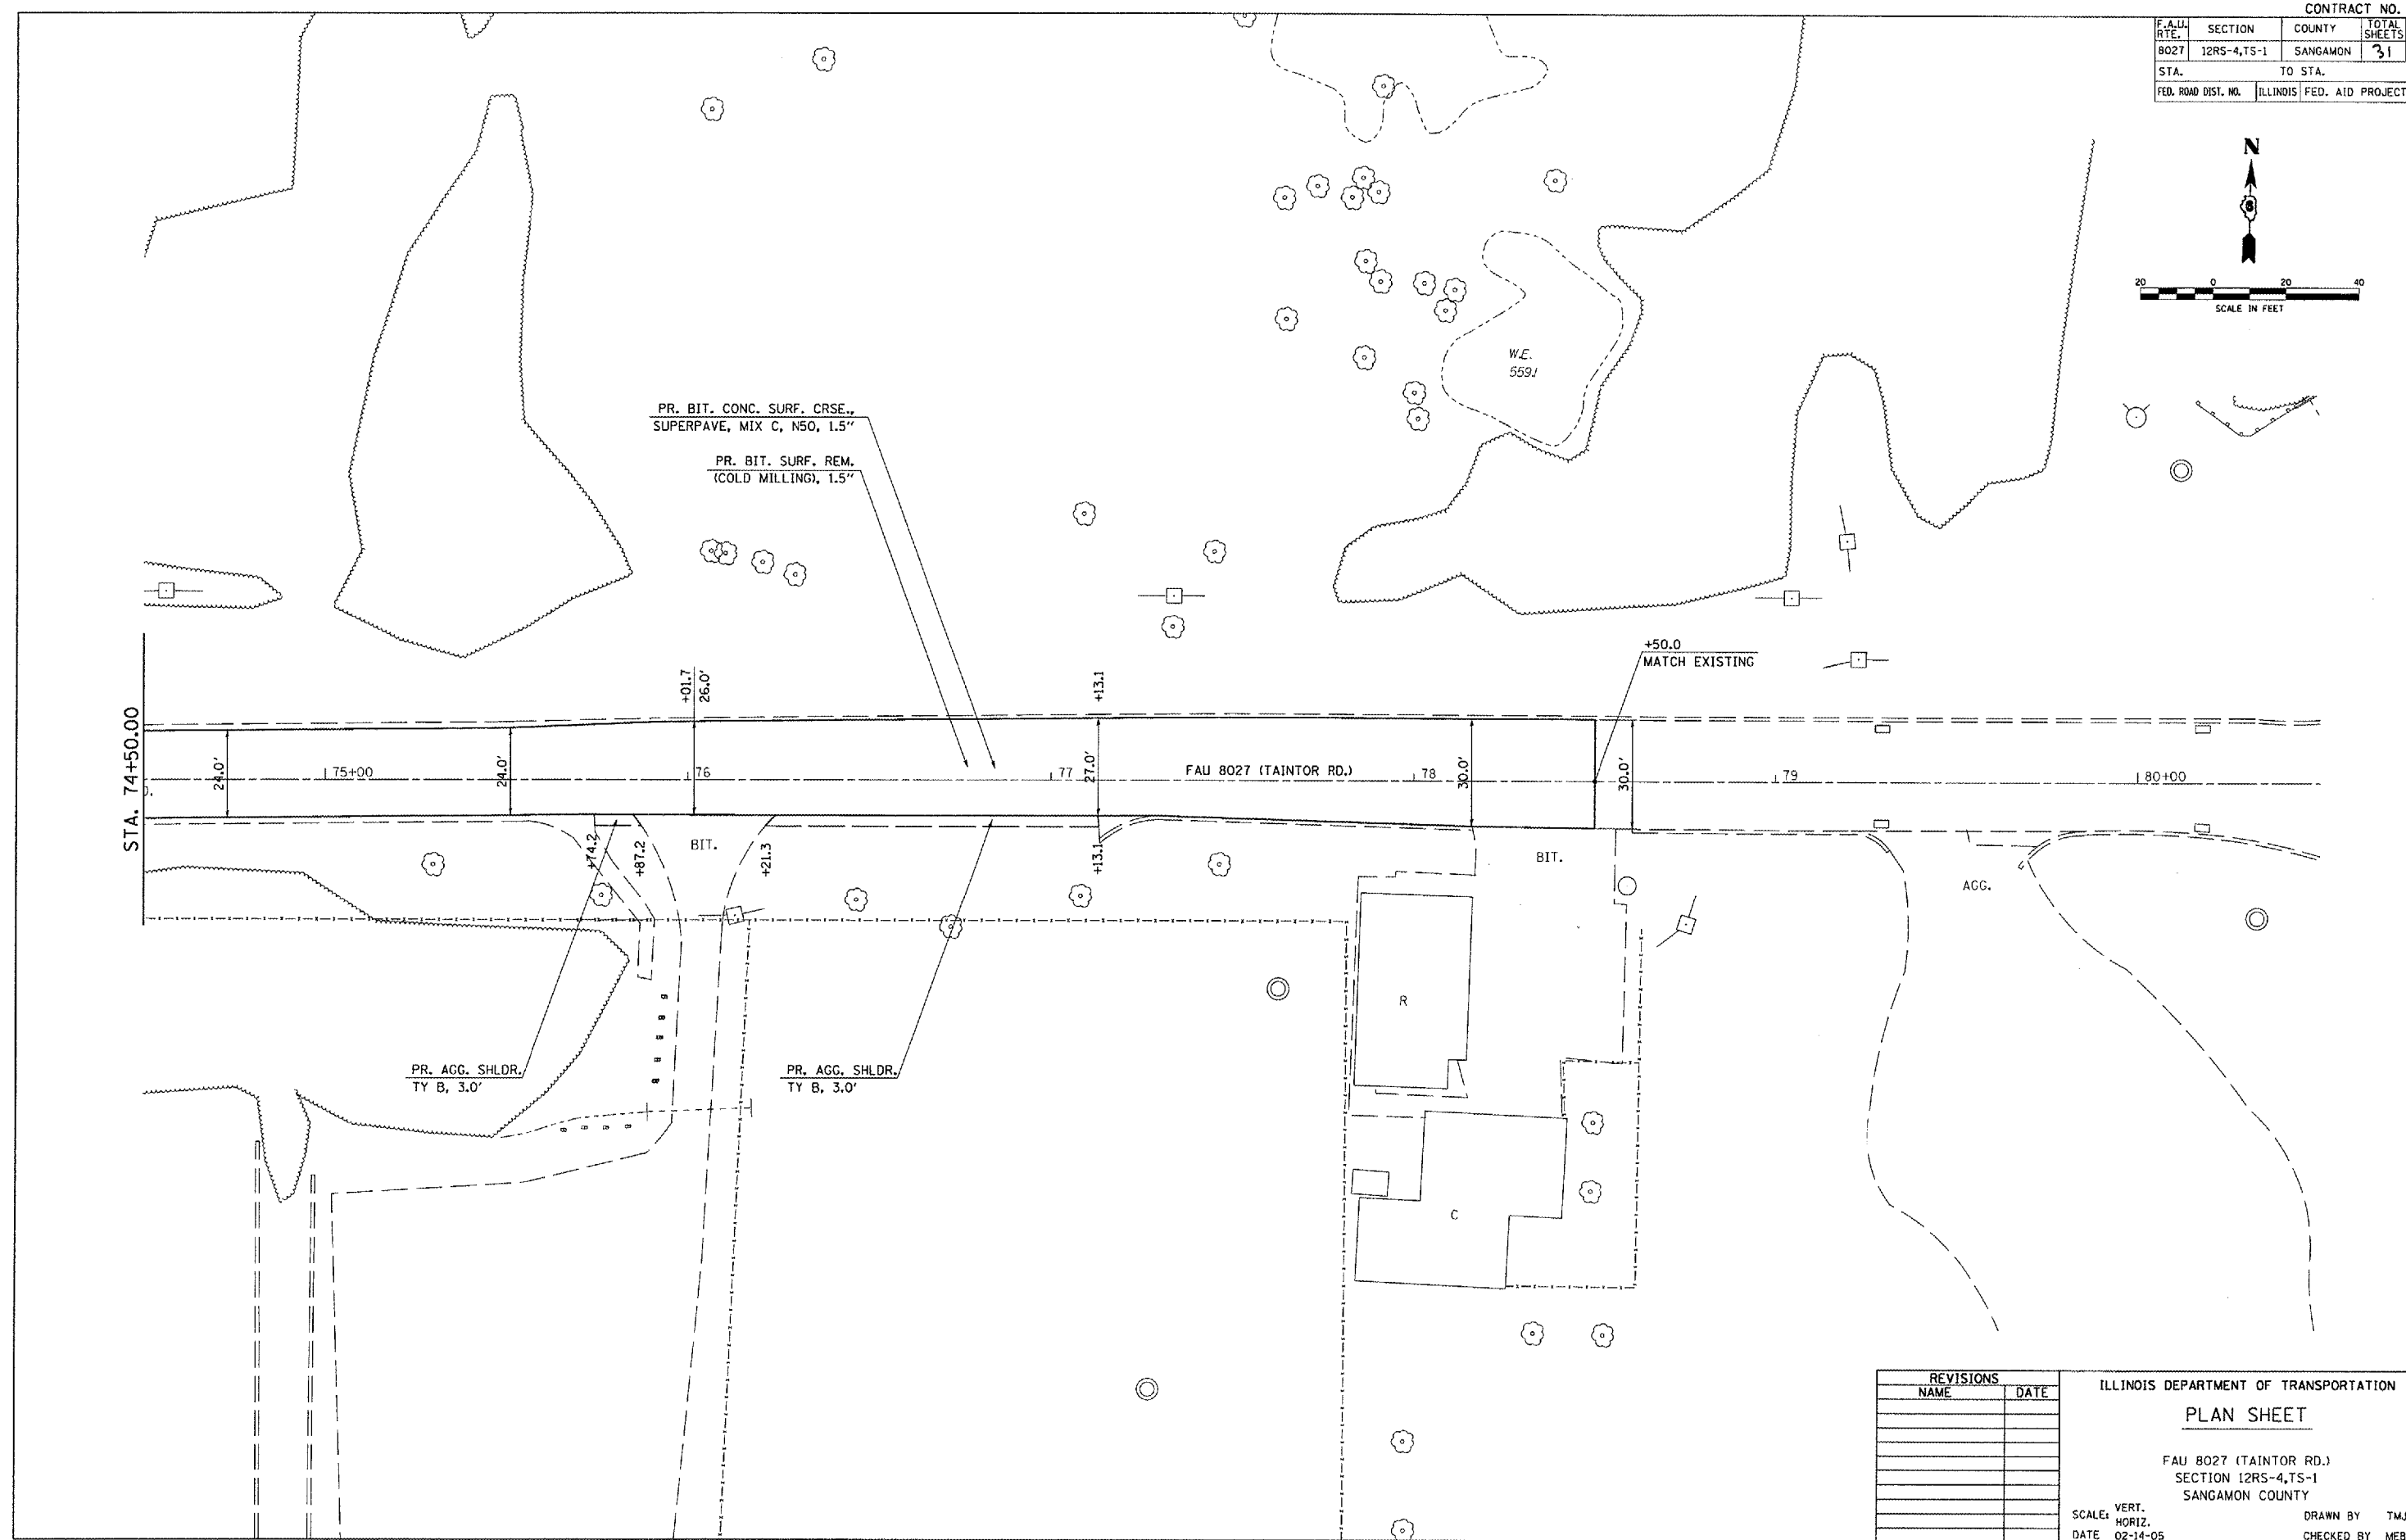 CONTRACT NO.
F.A.U. RTE. SECTION COUNTY TOTAL SHEETS
8027 12RS-4,TS-1 SANGAMON 31
STA. TO STA.
FED. ROAD DIST. NO. ILLINOIS FED. AID PROJECT
N
20 0 20 40
SCALE IN FEET
W.E.
559.1
PR. BIT. CONC. SURF. CRSE.,
SUPERPAVE, MIX C, N50, 1.5"
PR. BIT. SURF. REM.
(COLD MILLING), 1.5"
+50.0
MATCH EXISTING
STA. 74+50.00
24.0'
75+00
24.0'
+01.7
26.0'
76
77
+13.1
27.0'
FAU 8027 (TAINTOR RD.)
78
30.0'
30.0'
79
80+00
+74.2
+87.2
BIT.
+21.3
+13.1
BIT.
AGG.
R
C
PR. AGG. SHLDR.
TY B, 3.0'
PR. AGG. SHLDR.
TY B, 3.0'
REVISIONS
NAME DATE
ILLINOIS DEPARTMENT OF TRANSPORTATION
PLAN SHEET
FAU 8027 (TAINTOR RD.)
SECTION 12RS-4,TS-1
SANGAMON COUNTY
SCALE: VERT.
HORIZ.
DRAWN BY
DATE 02-14-05
CHECKED BY